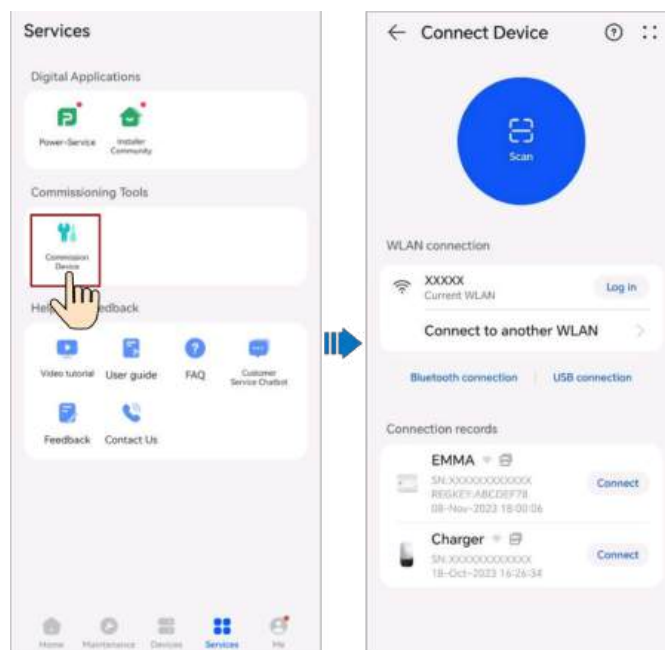 Services
Digital Applications
Power-Service
Installer
Community
Commissioning Tools
Commission
Device
Help edback
Video tutorial
User guide
FAQ
Customer
Service Chatbot
Feedback
Contact Us
Home
Maintenance
Devices
Services
Me
Connect Device
Scan
WLAN connection
XXXXX
Current WLAN
Log in
Connect to another WLAN
Bluetooth connection
USB connection
Connection records
EMMA
SN:XXXXXXXXXXXX
REGKEY:ABCDEF78
08-Nov-2023 18:00:06
Connect
Charger
SN:XXXXXXXXXXXX
18-Oct-2023 16:26:34
Connect